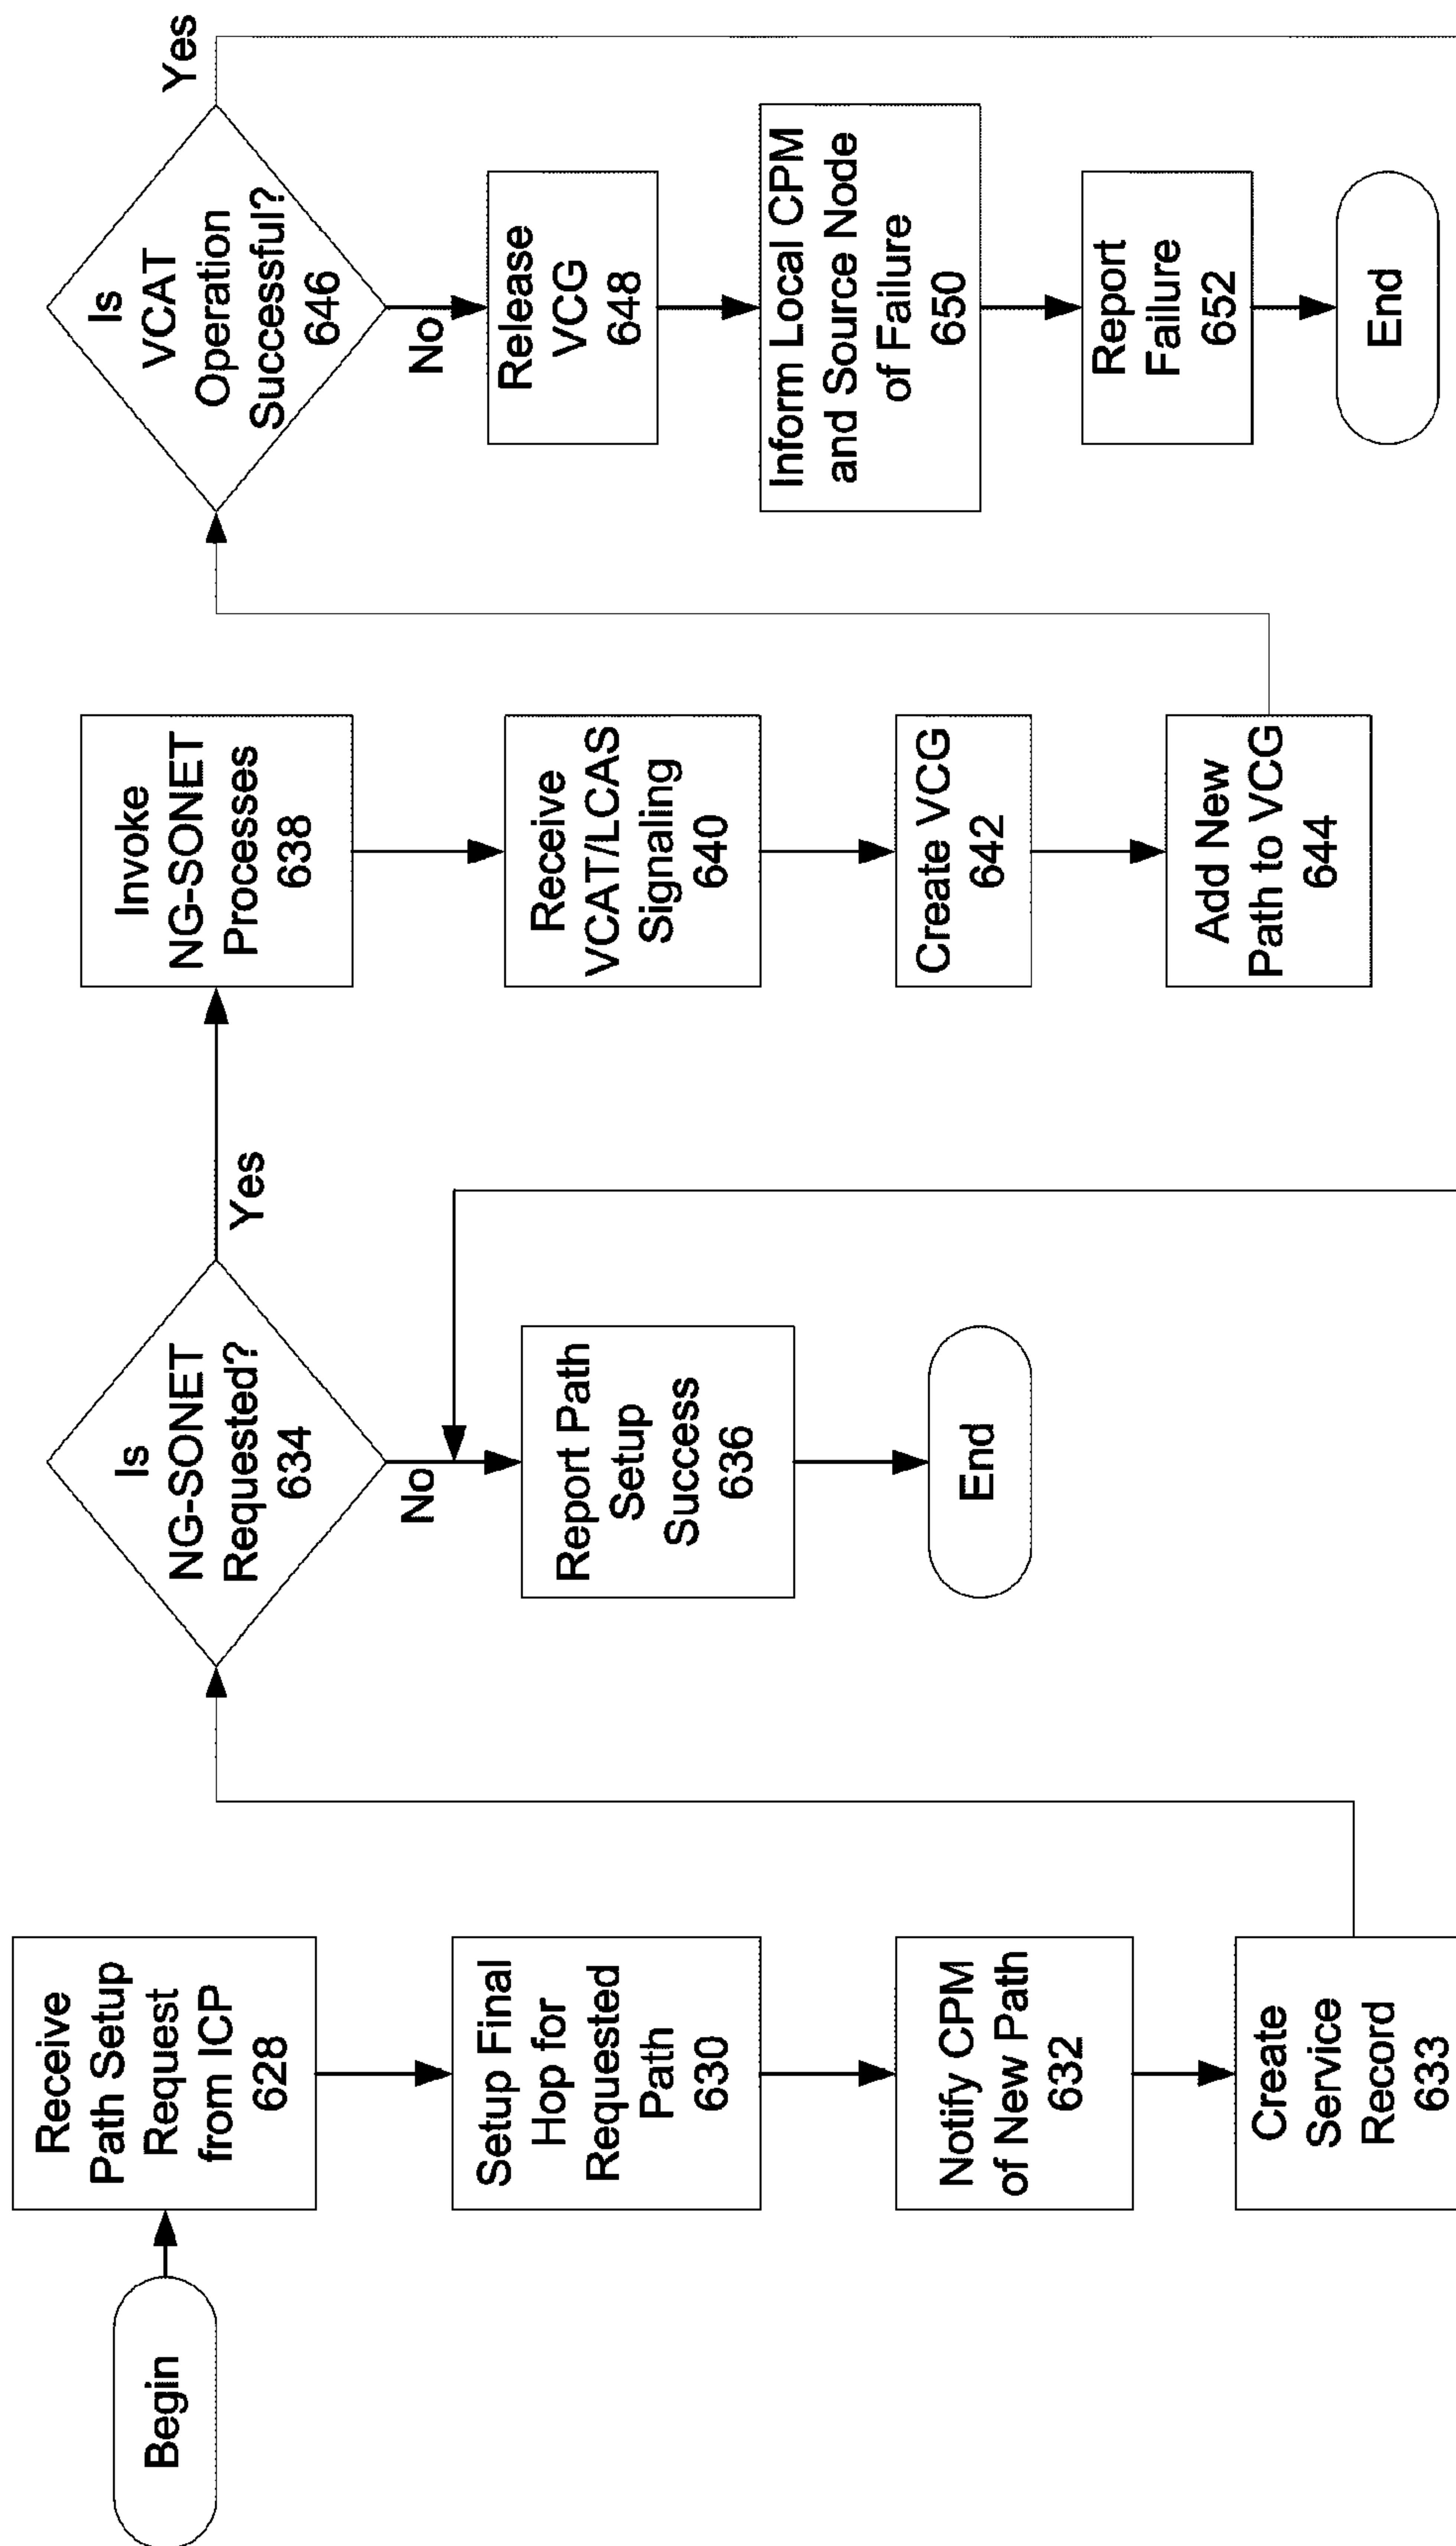 Begin
Receive
Path Setup
Request
from ICP
628
Setup Final
Hop for
Requested
Path
630
Notify CPM
of New Path
632
Create
Service
Record
633
Is
NG-SONET
Requested?
634
Yes
No
Report Path
Setup
Success
636
End
Invoke
NG-SONET
Processes
638
Receive
VCAT/LCAS
Signaling
640
Create VCG
642
Add New
Path to VCG
644
Is
VCAT
Operation
Successful?
646
Yes
No
Release
VCG
648
Inform Local CPM
and Source Node
of Failure
650
Report
Failure
652
End